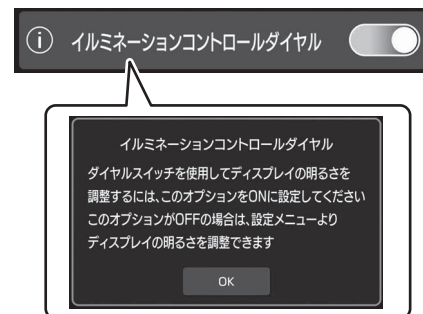 i イルミネーションコントロールダイヤル
イルミネーションコントロールダイヤル
ダイヤルスイッチを使用してディスプレイの明るさを
調整するには、このオプションをONに設定してください
このオプションがOFFの場合は、設定メニューより
ディスプレイの明るさを調整できます
OK